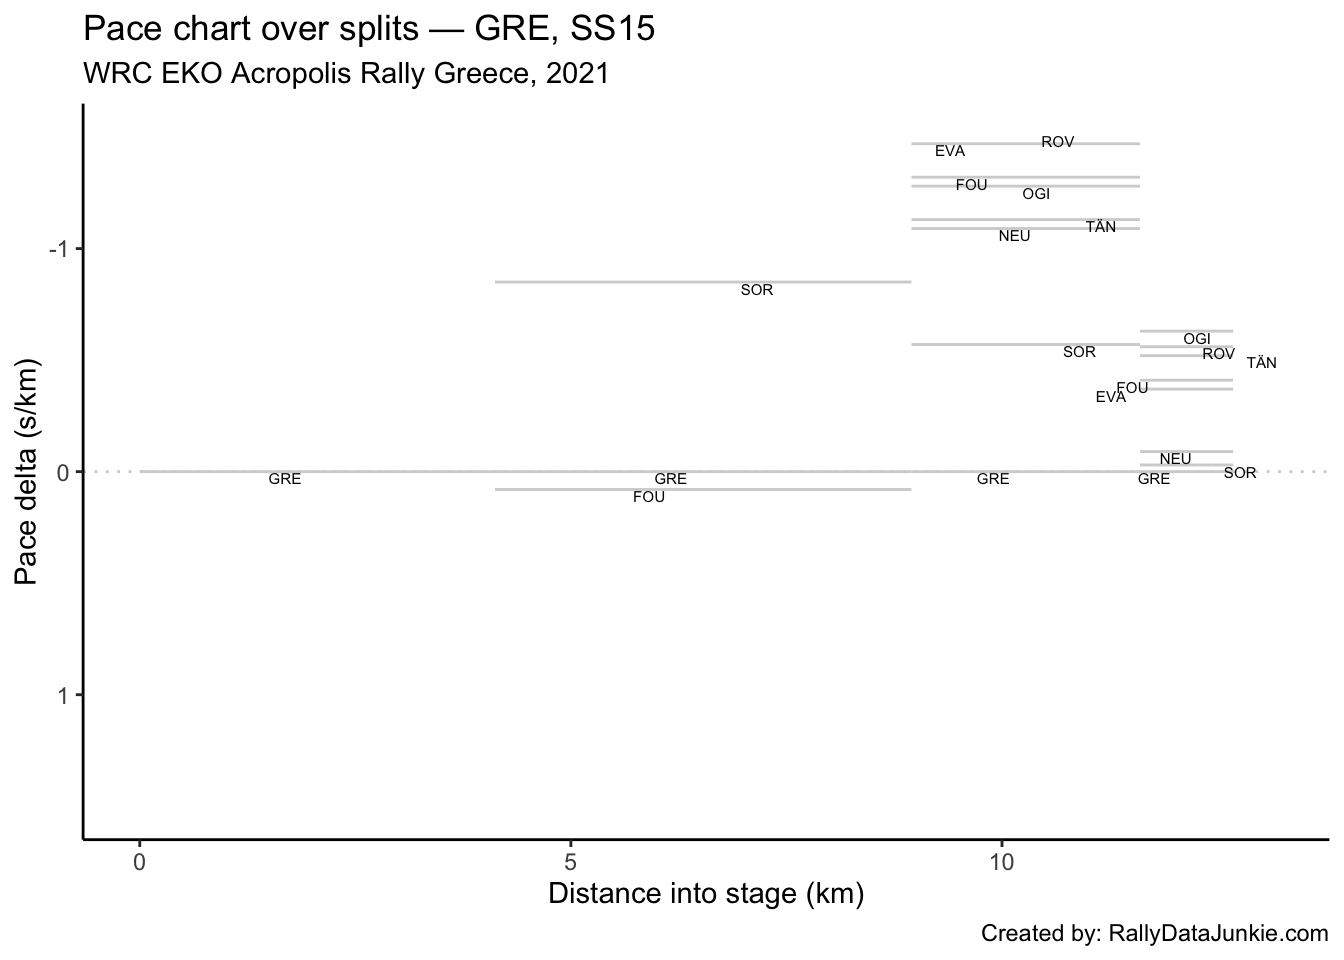 Pace chart over splits — GRE, SS15
WRC EKO Acropolis Rally Greece, 2021
ROV
EVA
FOU
OGI
TÄN
NEU
-1
SOR
OGI
SOR
ROV
TÄN
FOU
EVA
NEU
0
SOR
GRE
GRE
GRE
GRE
FOU
1
Pace delta (s/km)
0
5
10
Distance into stage (km)
Created by: RallyDataJunkie.com